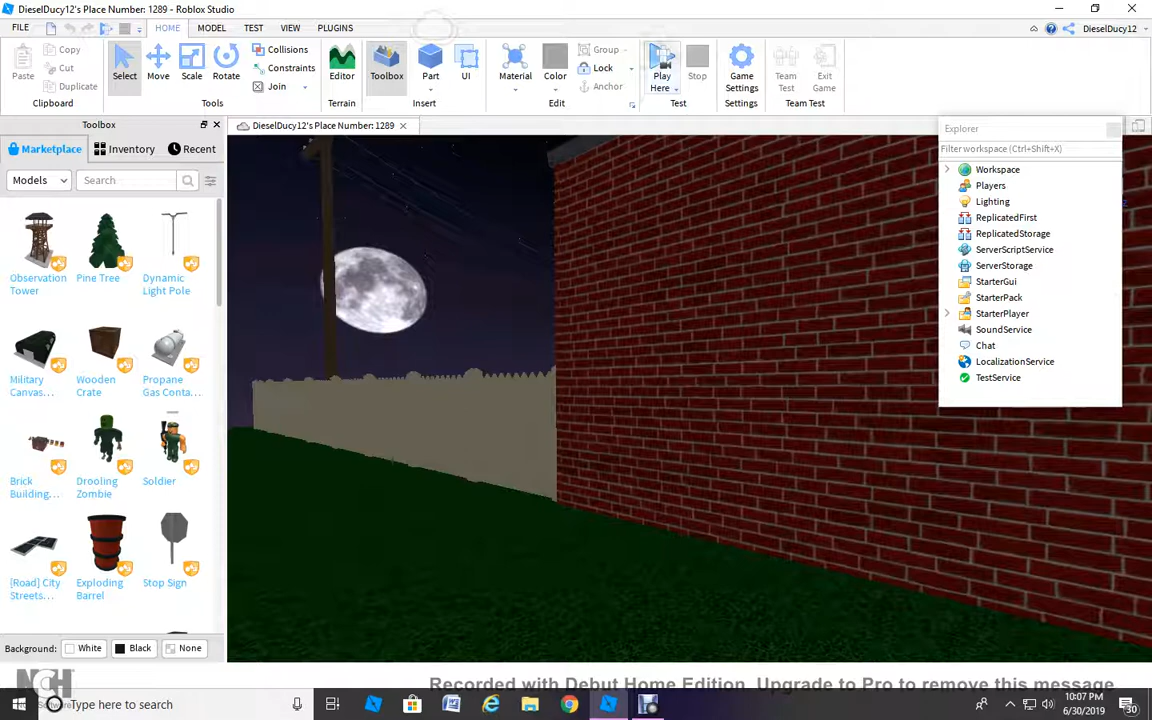 DieselDucy12's Place Number: 1289 - Roblox Studio
FILE HOME MODEL TEST VIEW PLUGINS DieselDucy12
Paste Copy Cut Duplicate
Clipboard
Select Move Scale Rotate Collisions Constraints Join
Tools
Editor
Terrain
Toolbox Part UI
Insert
Material Color Group Lock Anchor
Edit
Play Here Stop
Test
Game Settings
Settings
Team Test Exit Game
Team Test
Toolbox
DieselDucy12's Place Number: 1289
Explorer
Marketplace Inventory Recent
Filter workspace (Ctrl+Shift+X)
Models Search
Workspace
Players
Lighting
ReplicatedFirst
ReplicatedStorage
ServerScriptService
ServerStorage
StarterGui
StarterPack
StarterPlayer
SoundService
Chat
LocalizationService
TestService
Observation Tower
Pine Tree
Dynamic Light Pole
Military Canvas...
Wooden Crate
Propane Gas Conta...
Brick Building...
Drooling Zombie
Soldier
[Road] City Streets...
Exploding Barrel
Stop Sign
Background: White Black None
NCH
Recorded with Debut Home Edition. Upgrade to Pro to remove this message
Type here to search
10:07 PM
6/30/2019
30